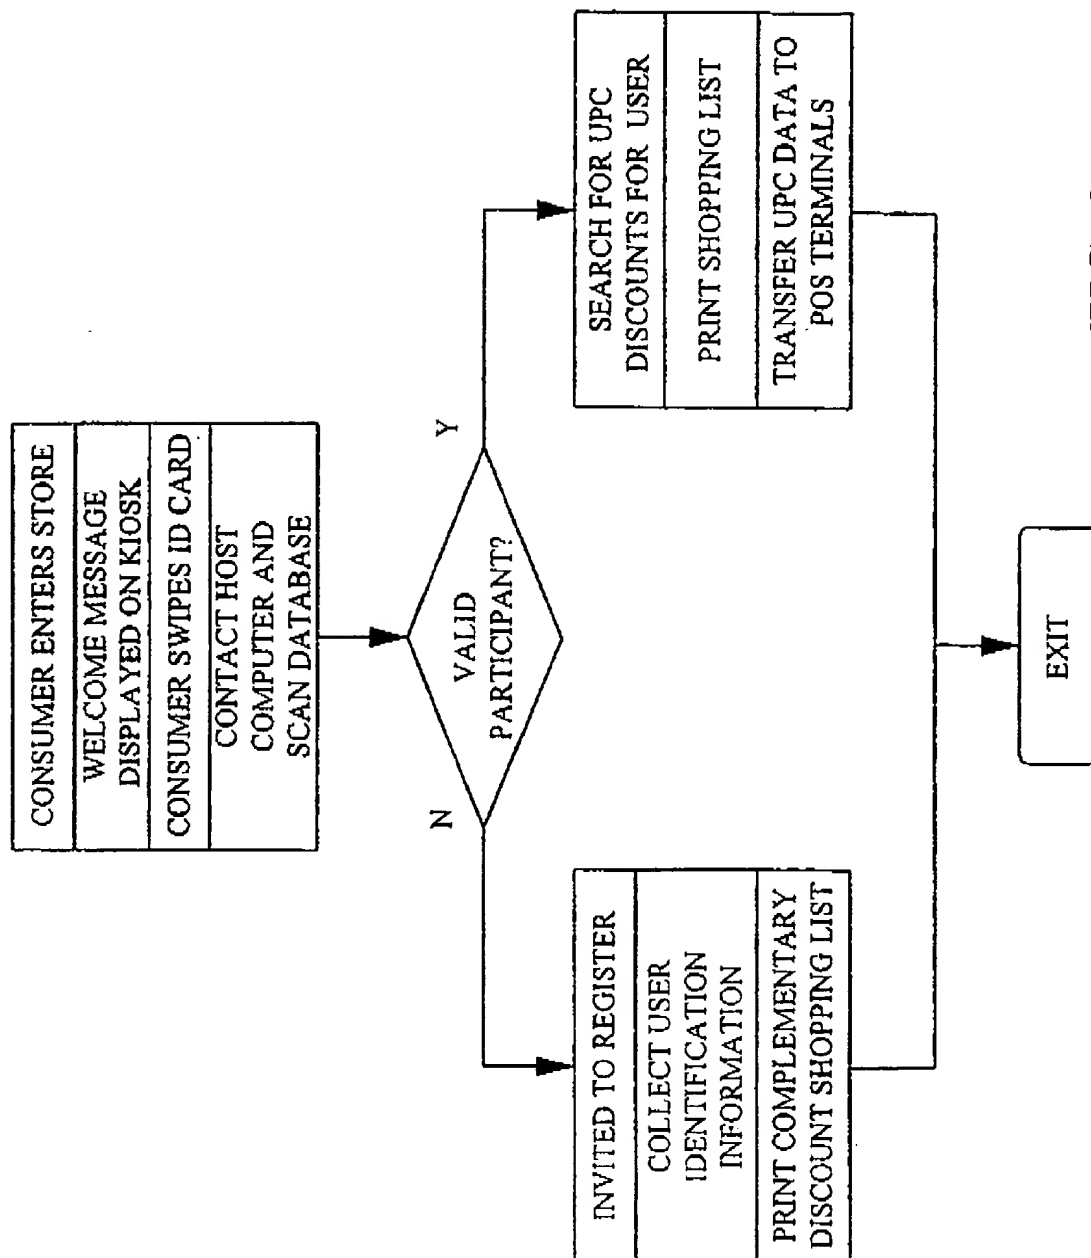 CONSUMER ENTERS STORE
WELCOME MESSAGE
DISPLAYED ON KIOSK
CONSUMER SWIPES ID CARD
CONTACT HOST
COMPUTER AND
SCAN DATABASE
VALID
PARTICIPANT?
N
Y
INVITED TO REGISTER
COLLECT USER
IDENTIFICATION
INFORMATION
PRINT COMPLEMENTARY
DISCOUNT SHOPPING LIST
SEARCH FOR UPC
DISCOUNTS FOR USER
PRINT SHOPPING LIST
TRANSFER UPC DATA TO
POS TERMINALS
EXIT